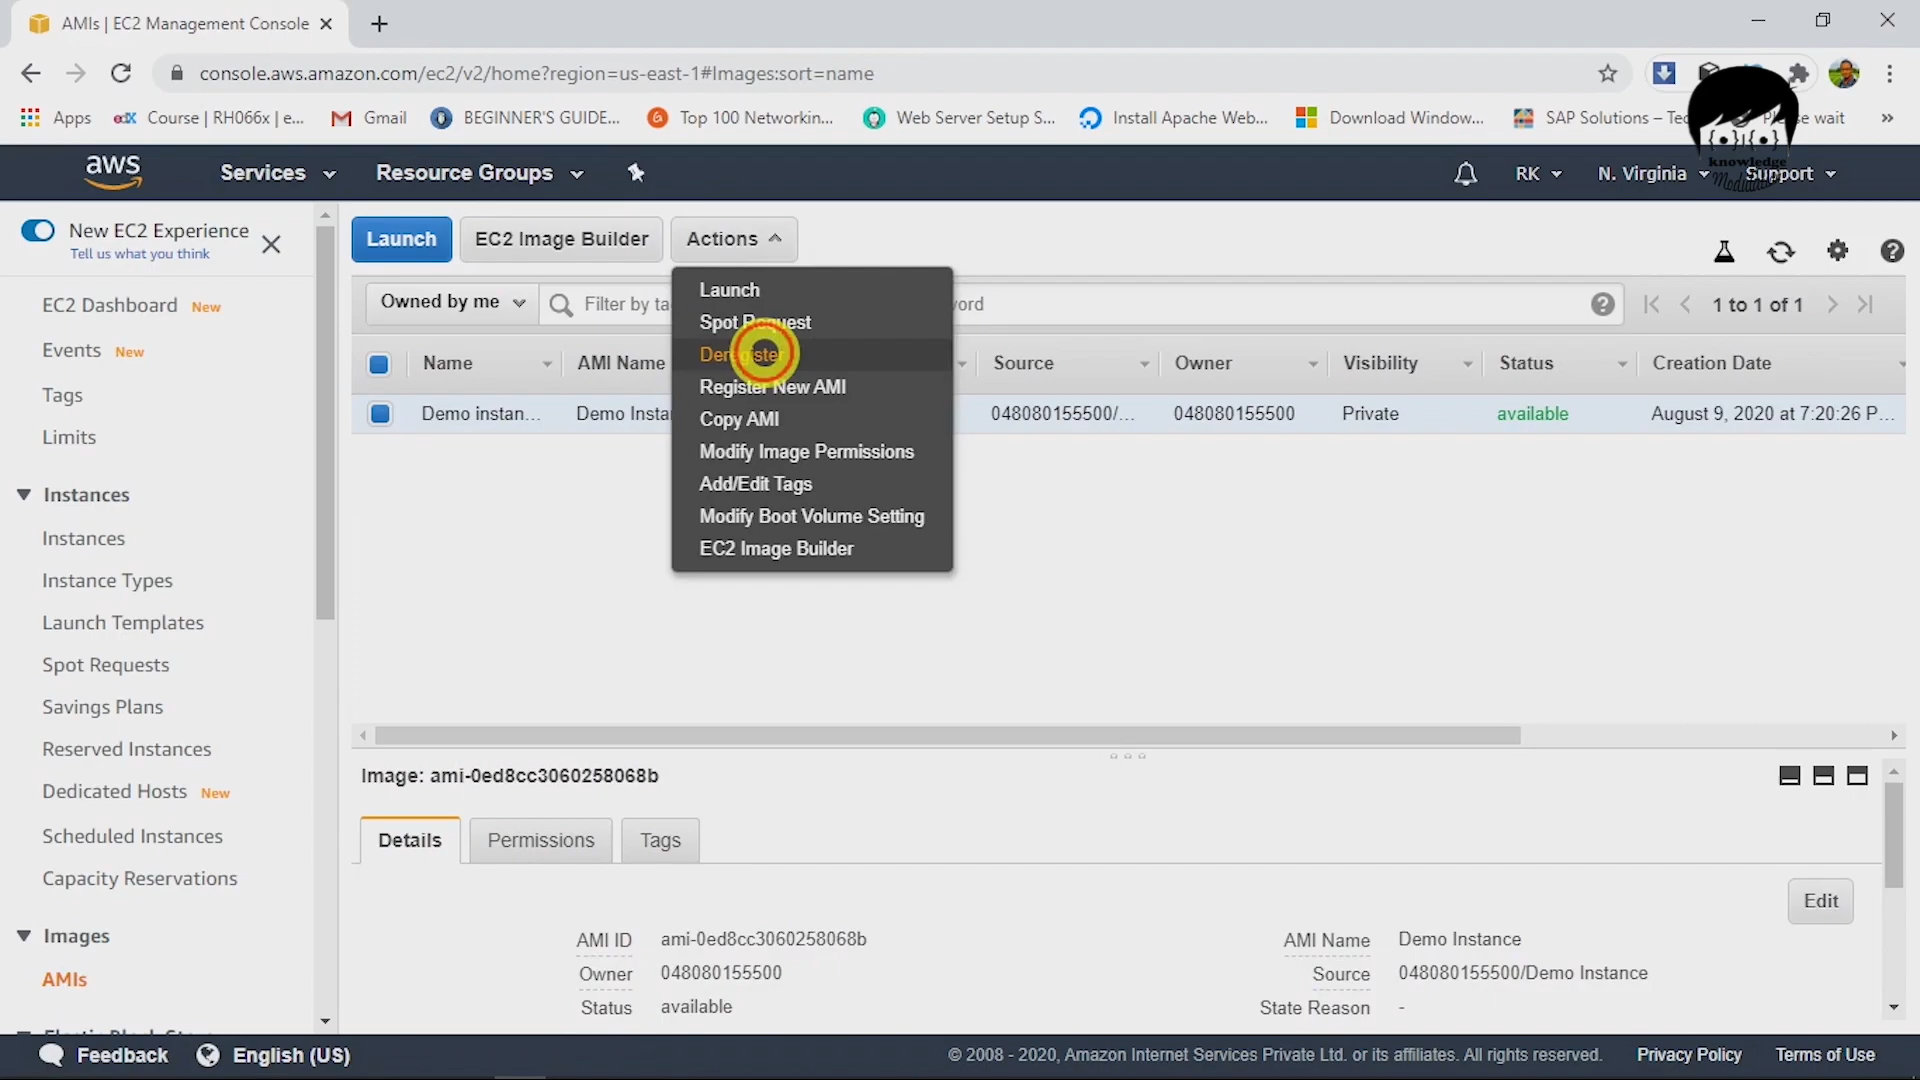 AMIs | EC2 Management Console
console.aws.amazon.com/ec2/v2/home?region=us-east-1#Images:sort=name
Apps
edX Course | RH066x | e...
Gmail
BEGINNER'S GUIDE...
Top 100 Networkin...
Web Server Setup S...
Install Apache Web...
Download Window...
SAP Solutions – Tec
wait
knowledge
aws
Services
Resource Groups
RK
N. Virginia
Support
New EC2 Experience
Tell us what you think
EC2 Dashboard New
Events New
Tags
Limits
Instances
Instances
Instance Types
Launch Templates
Spot Requests
Savings Plans
Reserved Instances
Dedicated Hosts New
Scheduled Instances
Capacity Reservations
Images
AMIs
Launch
EC2 Image Builder
Actions
Launch
Spot Request
Deregister
Register New AMI
Copy AMI
Modify Image Permissions
Add/Edit Tags
Modify Boot Volume Setting
EC2 Image Builder
Owned by me
Filter by ta
ord
1 to 1 of 1
Name
AMI Name
Source
Owner
Visibility
Status
Creation Date
Demo instan...
Demo Insta
048080155500/...
048080155500
Private
available
August 9, 2020 at 7:20:26 P...
Image: ami-0ed8cc3060258068b
Details
Permissions
Tags
Edit
AMI ID ami-0ed8cc3060258068b
AMI Name Demo Instance
Owner 048080155500
Source 048080155500/Demo Instance
Status available
State Reason -
Feedback
English (US)
© 2008 - 2020, Amazon Internet Services Private Ltd. or its affiliates. All rights reserved.
Privacy Policy
Terms of Use